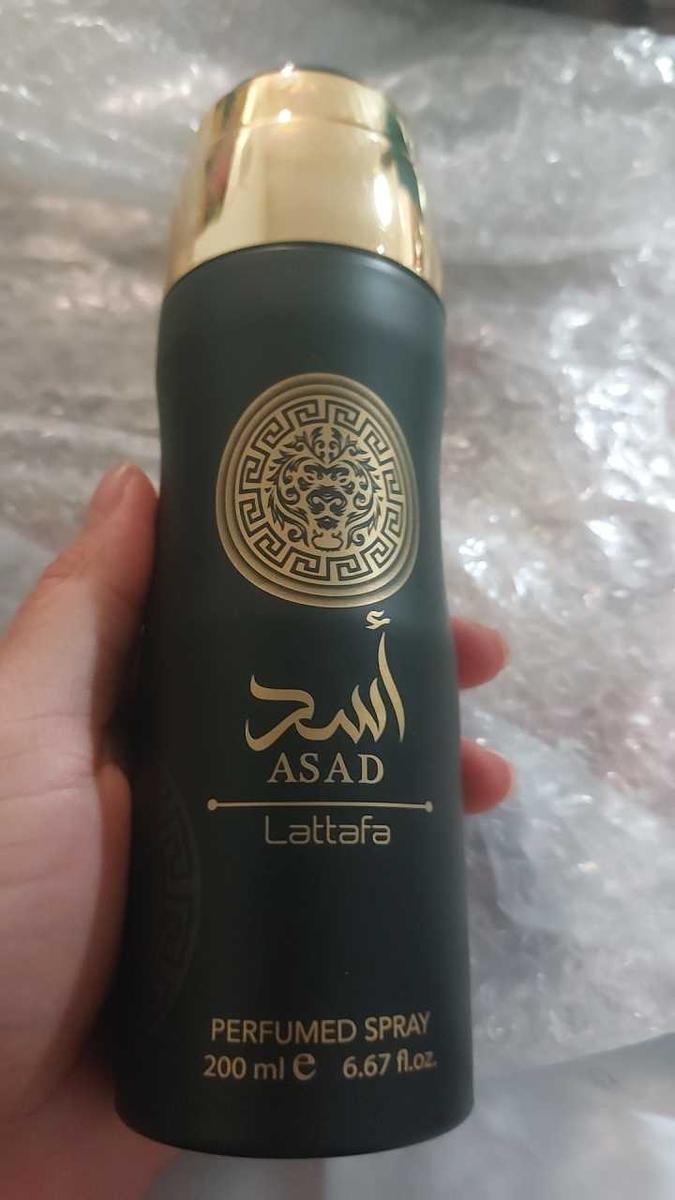 أسد
ASAD
Lattafa
PERFUMED SPRAY
200 ml e 6.67 fl.oz.